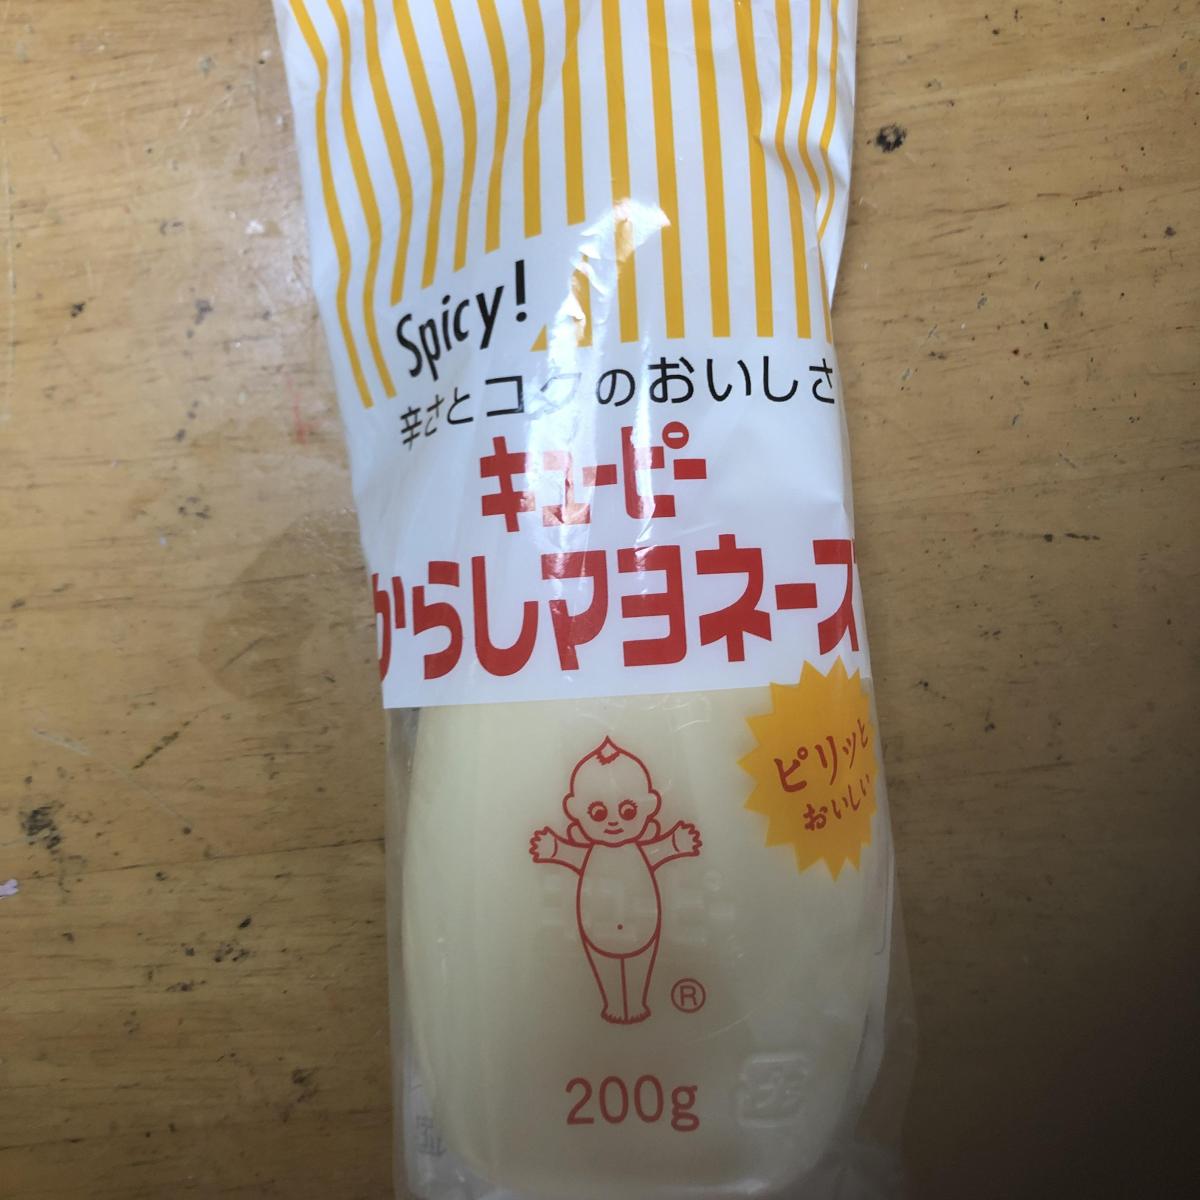 Spicy!
辛さとコクのおいしさ
キューピー
からしマヨネーズ
ピリッと
おいしい
®
200g